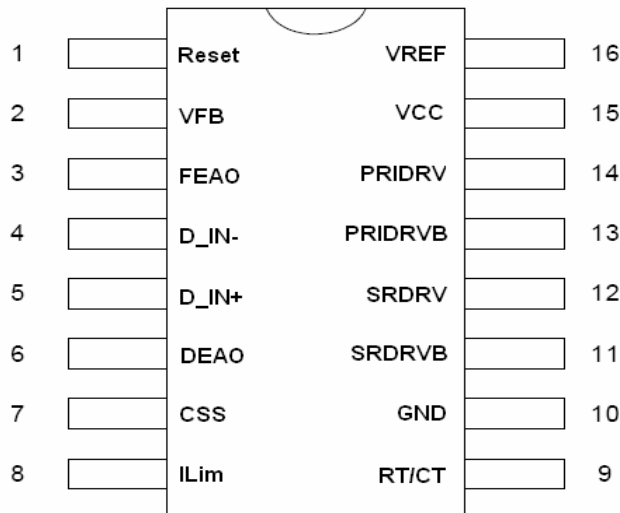 1 Reset VREF 16
2 VFB VCC 15
3 FEAO PRIDRV 14
4 D_IN- PRIDRVB 13
5 D_IN+ SRDRV 12
6 DEAO SRDRVB 11
7 CSS GND 10
8 ILim RT/CT 9